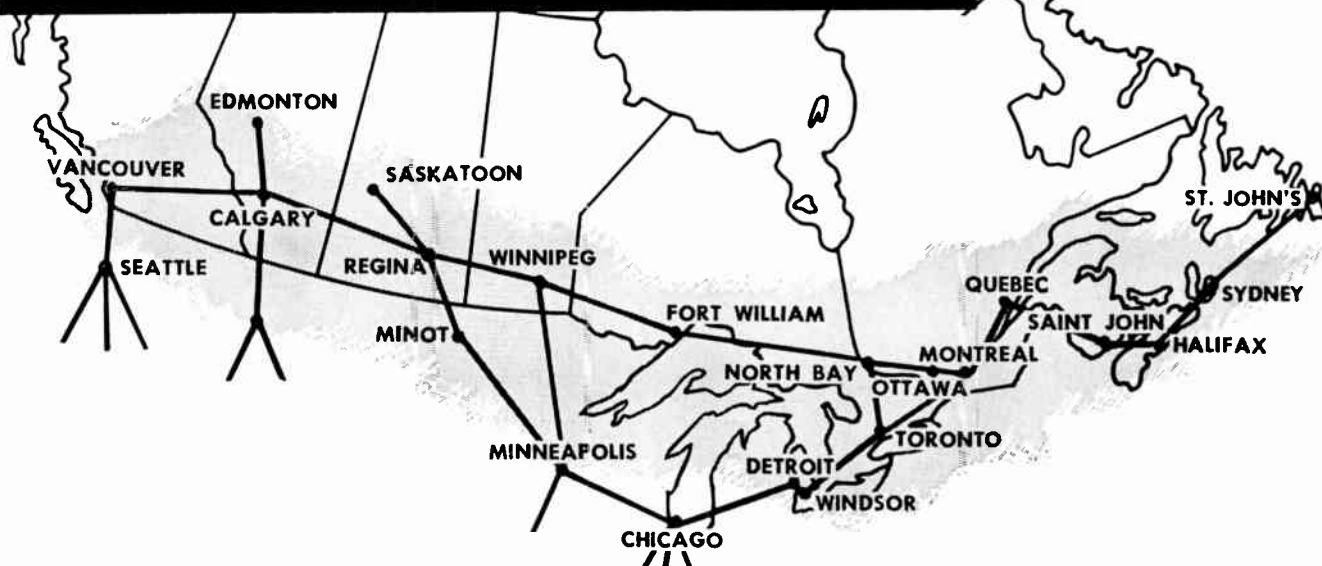 EDMONTON
VANCOUVER
SASKATOON
ST. JOHN'S
CALGARY
SEATTLE
REGINA
WINNIPEG
QUEBEC
SYDNEY
FORT WILLIAM
SAINT JOHN
MINOT
HALIFAX
MONTREAL
NORTH BAY
OTTAWA
TORONTO
MINNEAPOLIS
DETROIT
WINDSOR
CHICAGO